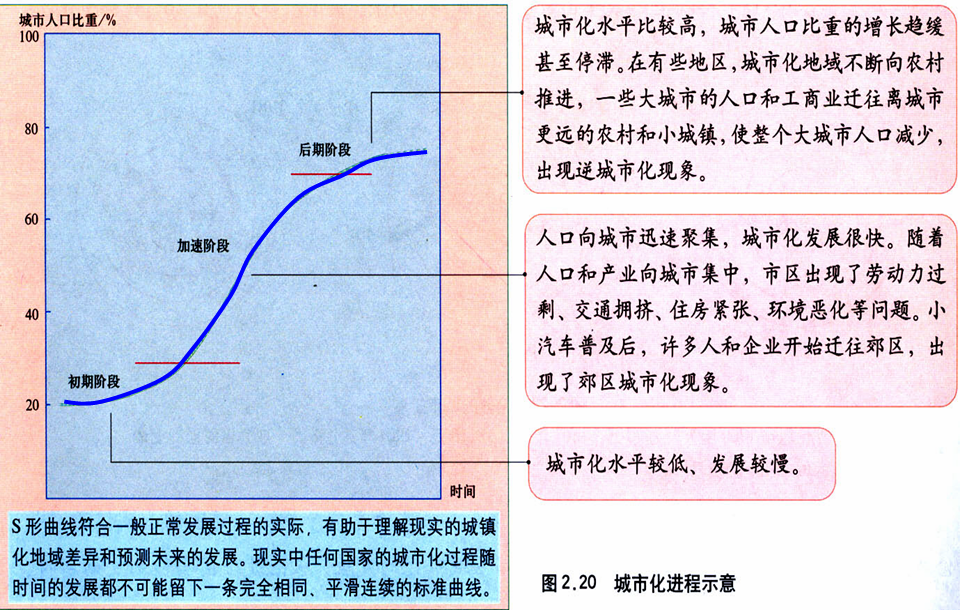 城市人口比重/%
100
80
60
40
20
后期阶段
加速阶段
初期阶段
时间
S形曲线符合一般正常发展过程的实际，有助于理解现实的城镇
化地域差异和预测未来的发展。现实中任何国家的城市化过程随
时间的发展都不可能留下一条完全相同、平滑连续的标准曲线。
城市化水平比较高，城市人口比重的增长趋缓
甚至停滞。在有些地区，城市化地域不断向农村
推进，一些大城市的人口和工商业迁往离城市
更远的农村和小城镇，使整个大城市人口减少，
出现逆城市化现象。
人口向城市迅速聚集，城市化发展很快。随着
人口和产业向城市集中，市区出现了劳动力过
剩、交通拥挤、住房紧张、环境恶化等问题。小
汽车普及后，许多人和企业开始迁往郊区，出
现了郊区城市化现象。
城市化水平较低、发展较慢。
图2.20 城市化进程示意